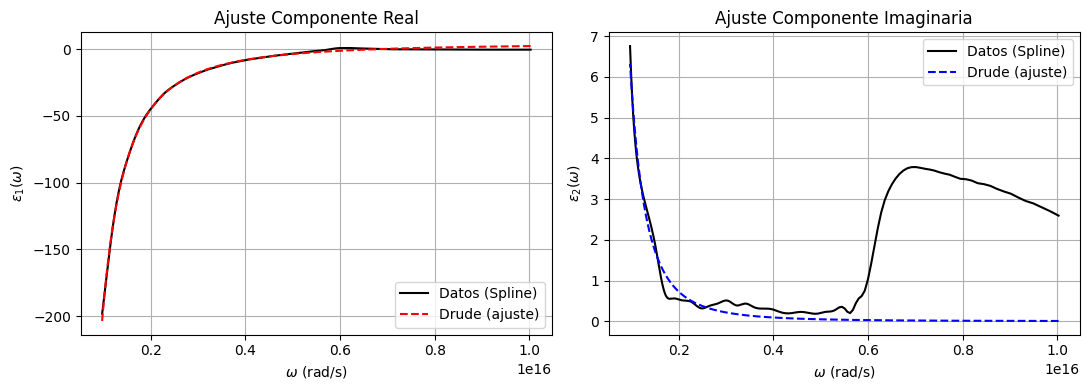 Ajuste Componente Real
ε₁(ω)
0
−50
−100
−150
−200
Datos (Spline)
Drude (ajuste)
0.2 0.4 0.6 0.8 1.0
1e16
ω (rad/s)
Ajuste Componente Imaginaria
ε₂(ω)
7
6
5
4
3
2
1
0
Datos (Spline)
Drude (ajuste)
0.2 0.4 0.6 0.8 1.0
1e16
ω (rad/s)